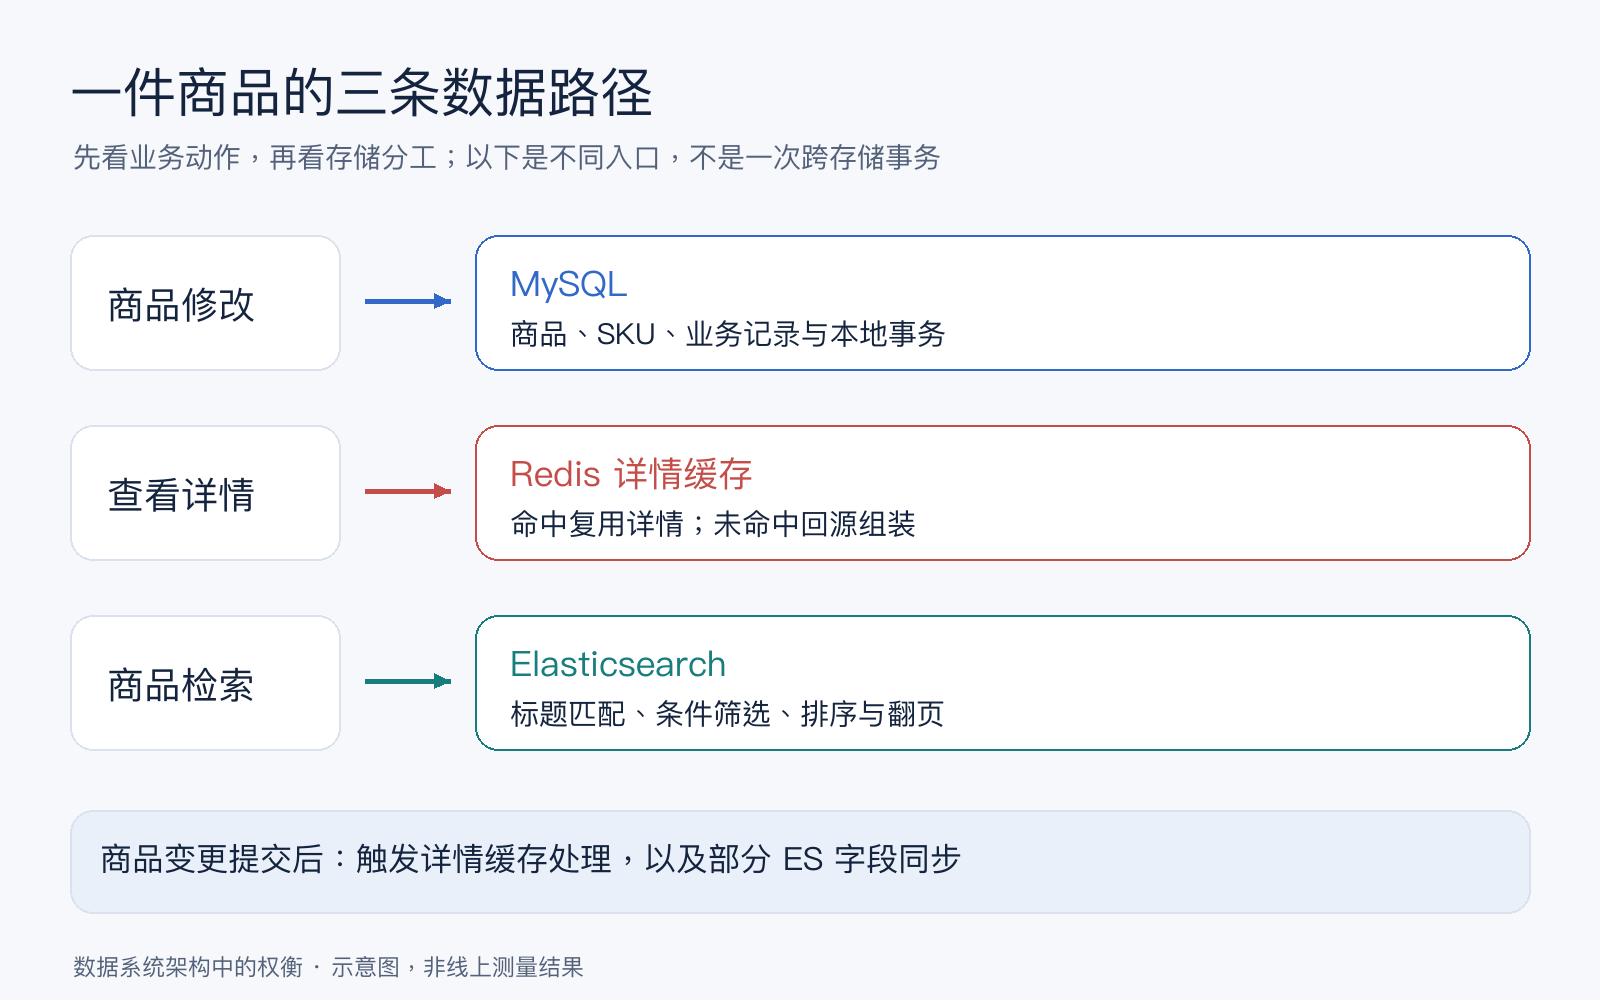 一件商品的三条数据路径
先看业务动作，再看存储分工；以下是不同入口，不是一次跨存储事务
商品修改
MySQL
商品、SKU、业务记录与本地事务
查看详情
Redis 详情缓存
命中复用详情；未命中回源组装
商品检索
Elasticsearch
标题匹配、条件筛选、排序与翻页
商品变更提交后：触发详情缓存处理，以及部分 ES 字段同步
数据系统架构中的权衡 · 示意图，非线上测量结果